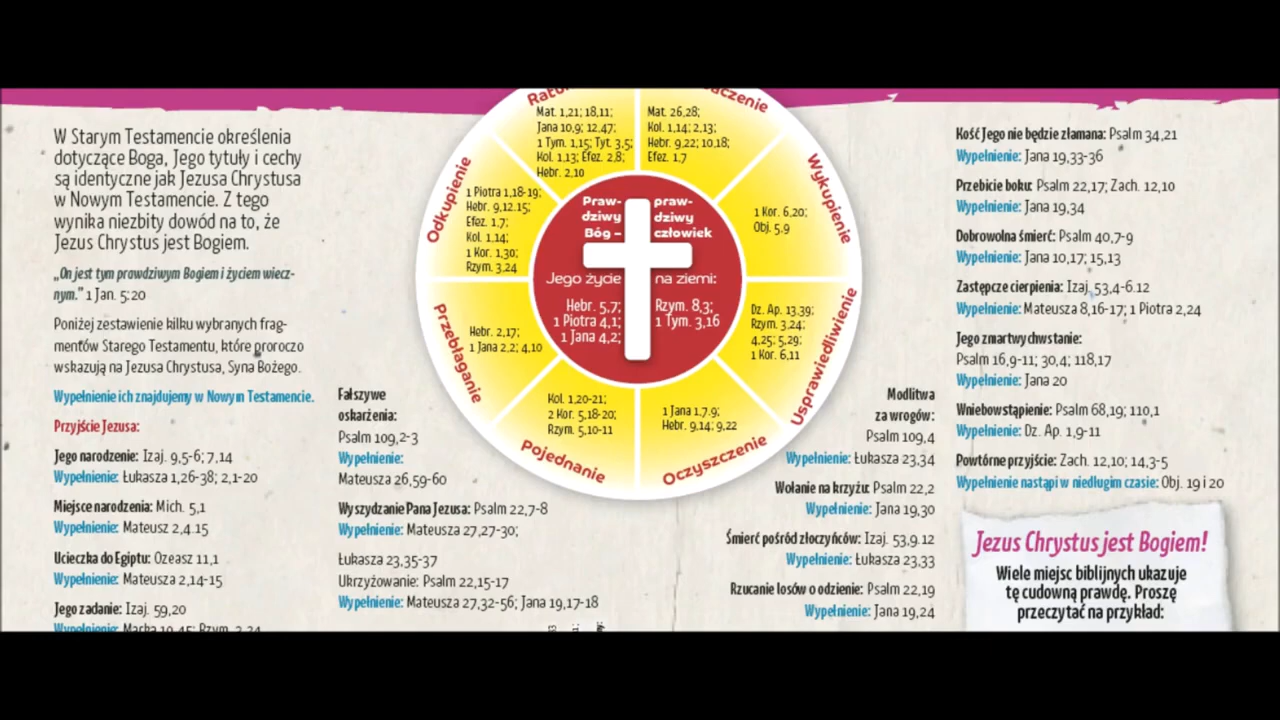 W Starym Testamencie określenia
dotyczące Boga, Jego tytuły i cechy
są identyczne jak Jezusa Chrystusa
w Nowym Testamencie. Z tego
wynika niezbity dowód na to, że
Jezus Chrystus jest Bogiem.
„On jest tym prawdziwym Bogiem i życiem wiecz-
nym.” 1 Jan. 5:20
Poniżej zestawienie kilku wybranych frag-
mentów Starego Testamentu, które proroczo
wskazują na Jezusa Chrystusa, Syna Bożego.
Wypełnienie ich znajdujemy w Nowym Testamencie.
Przyjście Jezusa:
Jego narodzenie: Izaj. 9,5-6; 7,14
Wypełnienie: Łukasza 1,26-38; 2,1-20
Miejsce narodzenia: Mich. 5,1
Wypełnienie: Mateusz 2,4.15
Ucieczka do Egiptu: Ozeasz 11,1
Wypełnienie: Mateusza 2,14-15
Jego zadanie: Izaj. 59,20
Wypełnienie: Marka 10,45; Rzym. 3,24
Fałszywe
oskarżenia:
Psalm 109,2-3
Wypełnienie:
Mateusza 26,59-60
Wyszydzanie Pana Jezusa: Psalm 22,7-8
Wypełnienie: Mateusza 27,27-30;
Łukasza 23,35-37
Ukrzyżowanie: Psalm 22,15-17
Wypełnienie: Mateusza 27,32-56; Jana 19,17-18
Mat. 1,21; 18,11;
Jana 10,9; 12,47;
1 Tym. 1,15; Tyt. 3,5;
Kol. 1,13; Efez. 2,8;
Hebr. 2,10
Mat. 26,28;
Kol. 1,14; 2,13;
Hebr. 9,22; 10,18;
Efez. 1,7
Wykupienie
1 Kor. 6,20;
Obj. 5,9
Usprawiedliwienie
Dz. Ap. 13,39;
Rzym. 3,24;
4,25; 5,29;
1 Kor. 6,11
Oczyszczenie
1 Jana 1,7.9;
Hebr. 9,14; 9,22
Pojednanie
Kol. 1,20-21;
2 Kor. 5,18-20;
Rzym. 5,10-11
Przebłaganie
Hebr. 2,17;
1 Jana 2,2; 4,10
Odkupienie
1 Piotra 1,18-19;
Hebr. 9,12.15;
Efez. 1,7;
Kol. 1,14;
1 Kor. 1,30;
Rzym. 3,24
Praw-
dziwy
Bóg –
praw-
dziwy
człowiek
Jego życie na ziemi:
Hebr. 5,7;
1 Piotra 4,1;
1 Jana 4,2;
Rzym. 8,3;
1 Tym. 3,16
Modlitwa
za wrogów:
Psalm 109,4
Wypełnienie: Łukasza 23,34
Wołanie na krzyżu: Psalm 22,2
Wypełnienie: Jana 19,30
Śmierć pośród złoczyńców: Izaj. 53,9.12
Wypełnienie: Łukasza 23,33
Rzucanie losów o odzienie: Psalm 22,19
Wypełnienie: Jana 19,24
Kość Jego nie będzie złamana: Psalm 34,21
Wypełnienie: Jana 19,33-36
Przebicie boku: Psalm 22,17; Zach. 12,10
Wypełnienie: Jana 19,34
Dobrowolna śmierć: Psalm 40,7-9
Wypełnienie: Jana 10,17; 15,13
Zastępcze cierpienia: Izaj. 53,4-6.12
Wypełnienie: Mateusza 8,16-17; 1 Piotra 2,24
Jego zmartwychwstanie:
Psalm 16,9-11; 30,4; 118,17
Wypełnienie: Jana 20
Wniebowstąpienie: Psalm 68,19; 110,1
Wypełnienie: Dz. Ap. 1,9-11
Powtórne przyjście: Zach. 12,10; 14,3-5
Wypełnienie nastąpi w niedługim czasie: Obj. 19 i 20
Jezus Chrystus jest Bogiem!
Wiele miejsc biblijnych ukazuje
tę cudowną prawdę. Proszę
przeczytać na przykład: